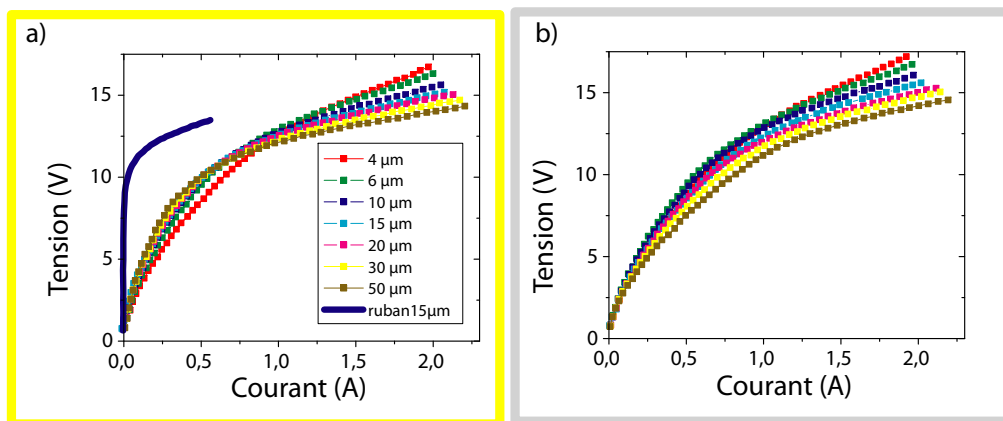 a)
Tension (V)
15
10
5
0
0,0 0,5 1,0 1,5 2,0
Courant (A)
4 µm
6 µm
10 µm
15 µm
20 µm
30 µm
50 µm
ruban15µm
b)
Tension (V)
15
10
5
0
0,0 0,5 1,0 1,5 2,0
Courant (A)